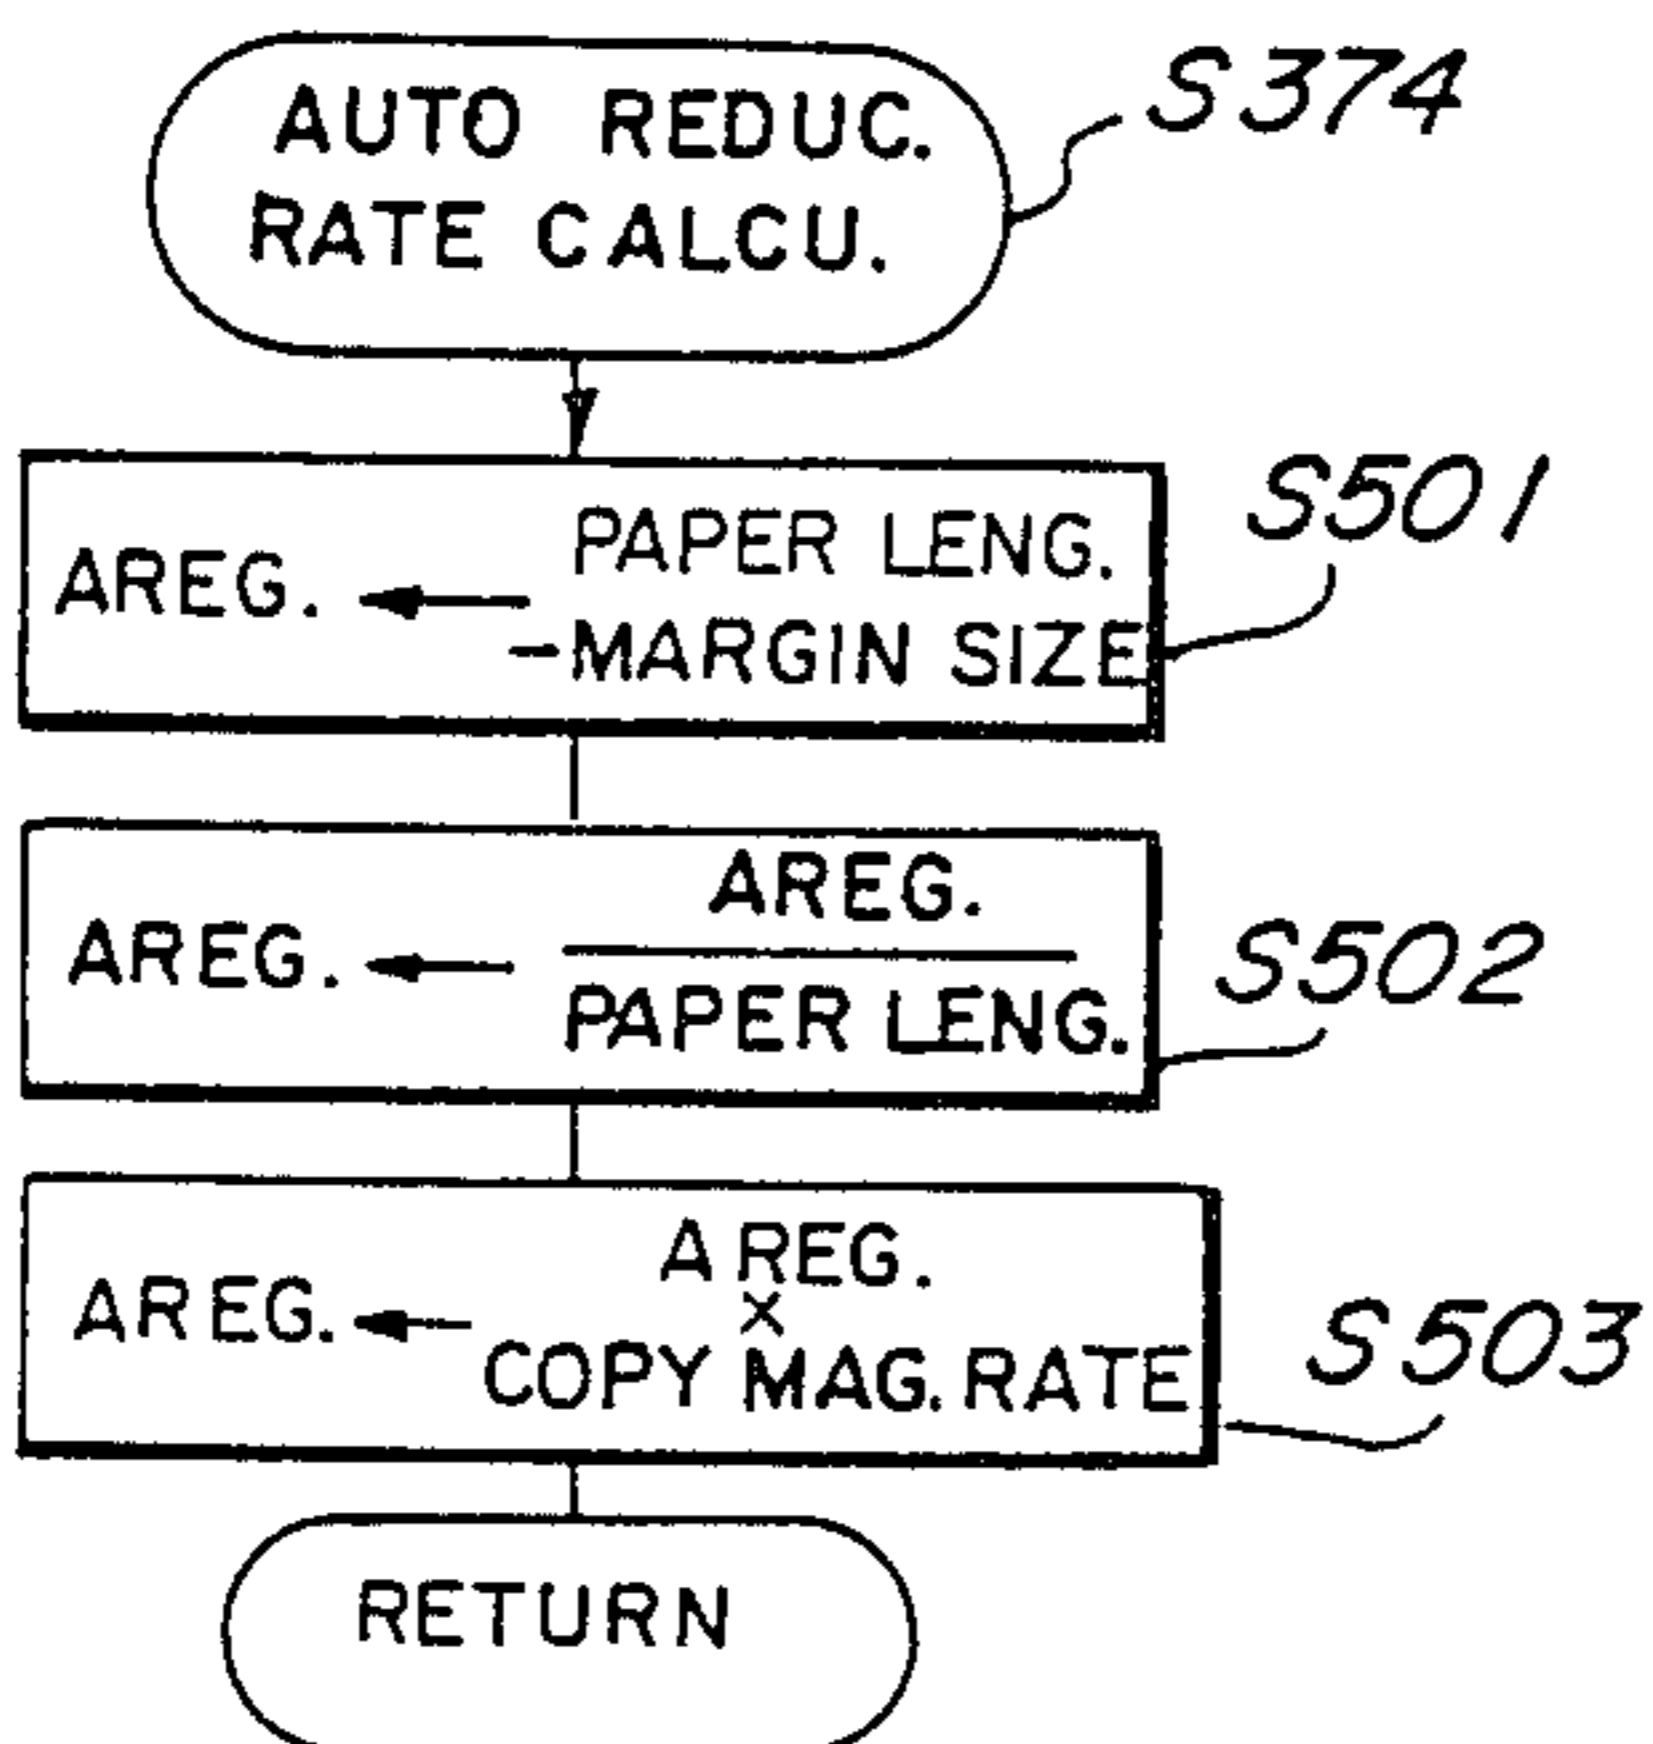 AUTO REDUC.
RATE CALCU.
S374
AREG. ← PAPER LENG.
-MARGIN SIZE
S501
AREG. ← AREG.
PAPER LENG.
S502
AREG. ← AREG.
×
COPY MAG. RATE
S503
RETURN